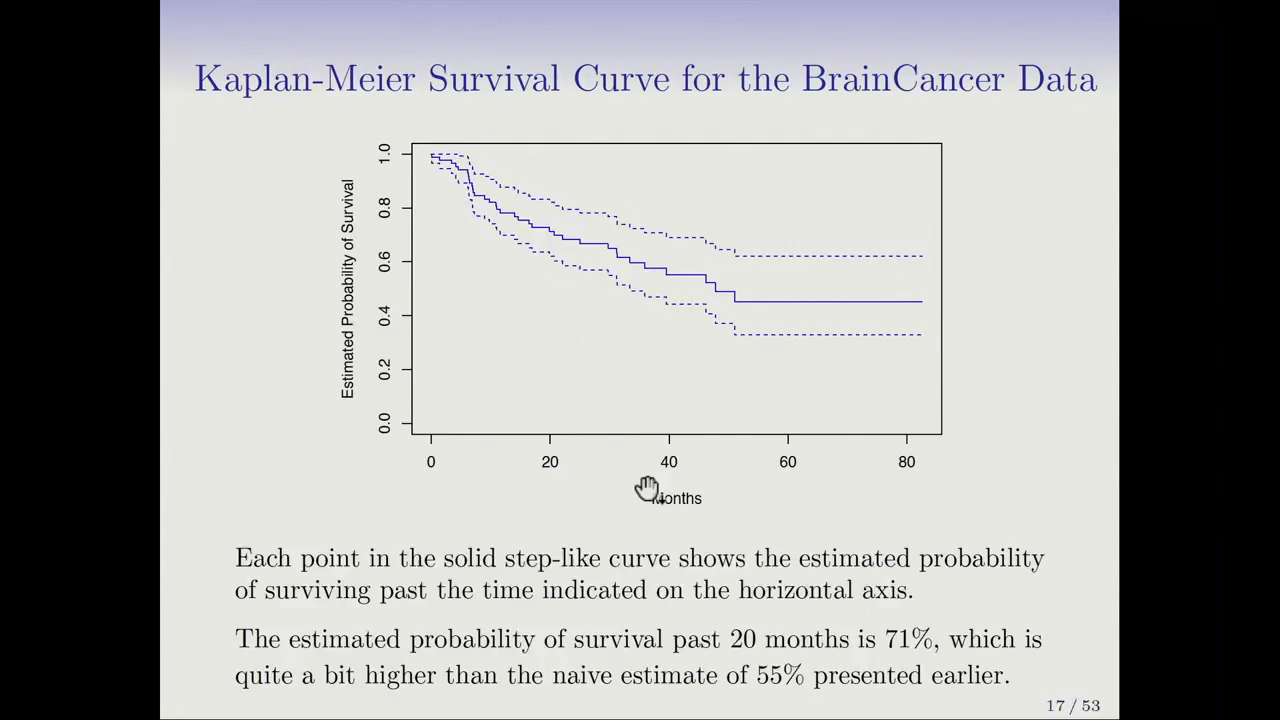 Kaplan-Meier Survival Curve for the BrainCancer Data
Estimated Probability of Survival
1.0
0.8
0.6
0.4
0.2
0.0
0 20 40 60 80
Months
Each point in the solid step-like curve shows the estimated probability
of surviving past the time indicated on the horizontal axis.
The estimated probability of survival past 20 months is 71%, which is
quite a bit higher than the naive estimate of 55% presented earlier.
17 / 53